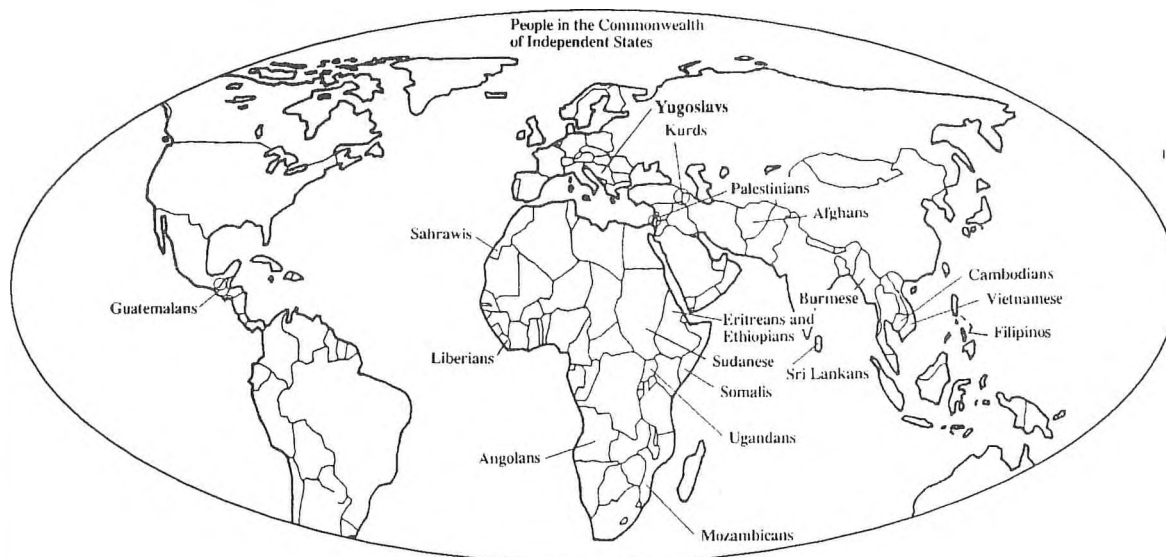 People in the Commonwealth
of Independent States
Yugoslavs
Kurds
Palestinians
Afghans
Sahrawis
Cambodians
Guatemalans
Burmese
Vietnamese
Eritreans and
Ethiopians
Filipinos
Liberians
Sudanese
Sri Lankans
Somalis
Ugandans
Angolans
Mozambicans